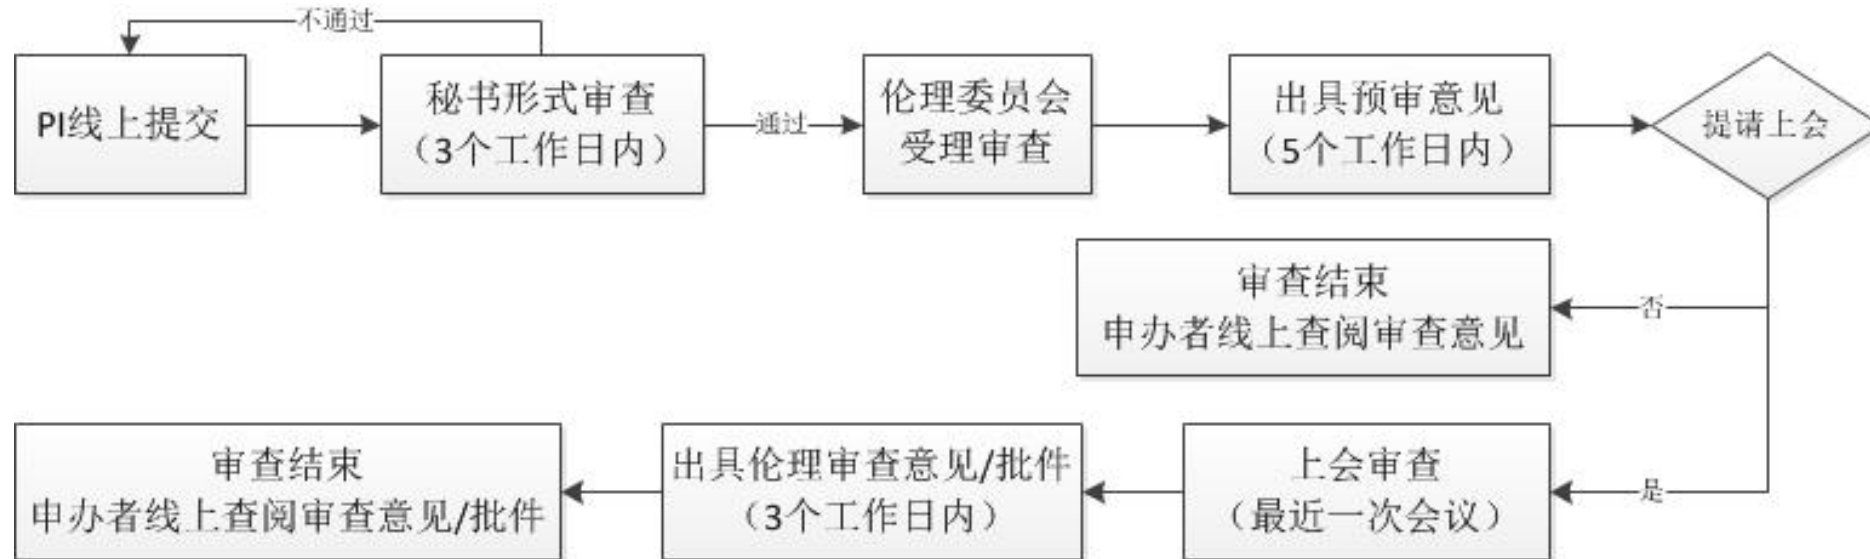 不通过
PI线上提交
秘书形式审查
（3个工作日内）
通过
伦理委员会
受理审查
出具预审意见
（5个工作日内）
提请上会
审查结束
申办者线上查阅审查意见
否
审查结束
申办者线上查阅审查意见/批件
出具伦理审查意见/批件
（3个工作日内）
上会审查
（最近一次会议）
是